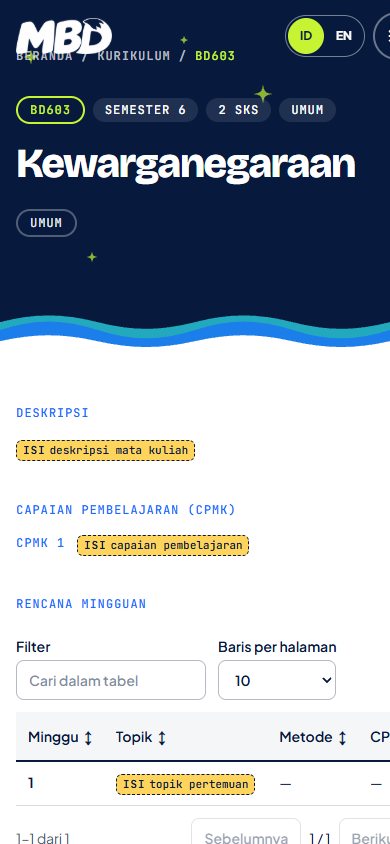 MBD
ID EN
BERANDA / KURIKULUM / BD603
BD603 SEMESTER 6 2 SKS UMUM
Kewarganegaraan
UMUM
DESKRIPSI
ISI deskripsi mata kuliah
CAPAIAN PEMBELAJARAN (CPMK)
CPMK 1 ISI capaian pembelajaran
RENCANA MINGGUAN
Filter Baris per halaman
Cari dalam tabel 10
Minggu ↕ Topik ↕ Metode ↕ CP
1 ISI topik pertemuan — —
1–1 dari 1 Sebelumnya 1 / 1 Beriku